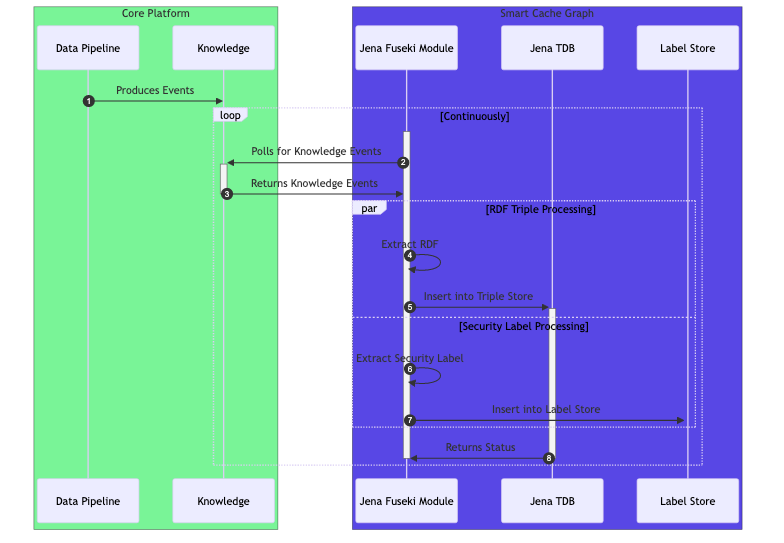 Core Platform
Smart Cache Graph
Data Pipeline
Knowledge
Jena Fuseki Module
Jena TDB
Label Store
1
Produces Events
loop
[Continuously]
Polls for Knowledge Events
2
3
Returns Knowledge Events
par
[RDF Triple Processing]
Extract RDF
4
5
Insert into Triple Store
[Security Label Processing]
Extract Security Label
6
7
Insert into Label Store
Returns Status
8
Data Pipeline
Knowledge
Jena Fuseki Module
Jena TDB
Label Store